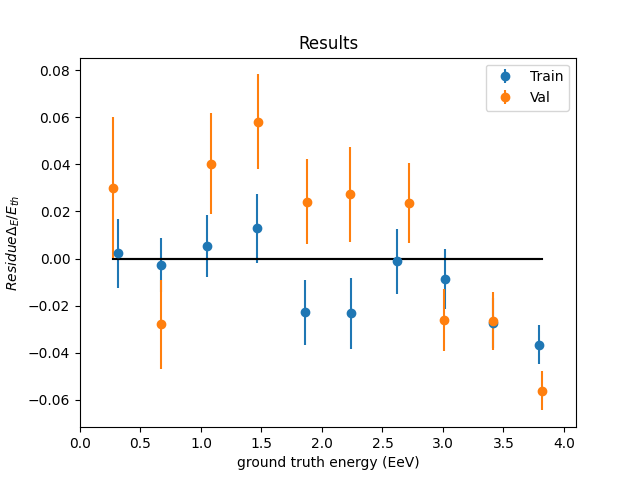 Results
Train
Val
0.08
0.06
0.04
0.02
0.00
−0.02
−0.04
−0.06
ResidueΔ_E/E_th
0.0 0.5 1.0 1.5 2.0 2.5 3.0 3.5 4.0
ground truth energy (EeV)